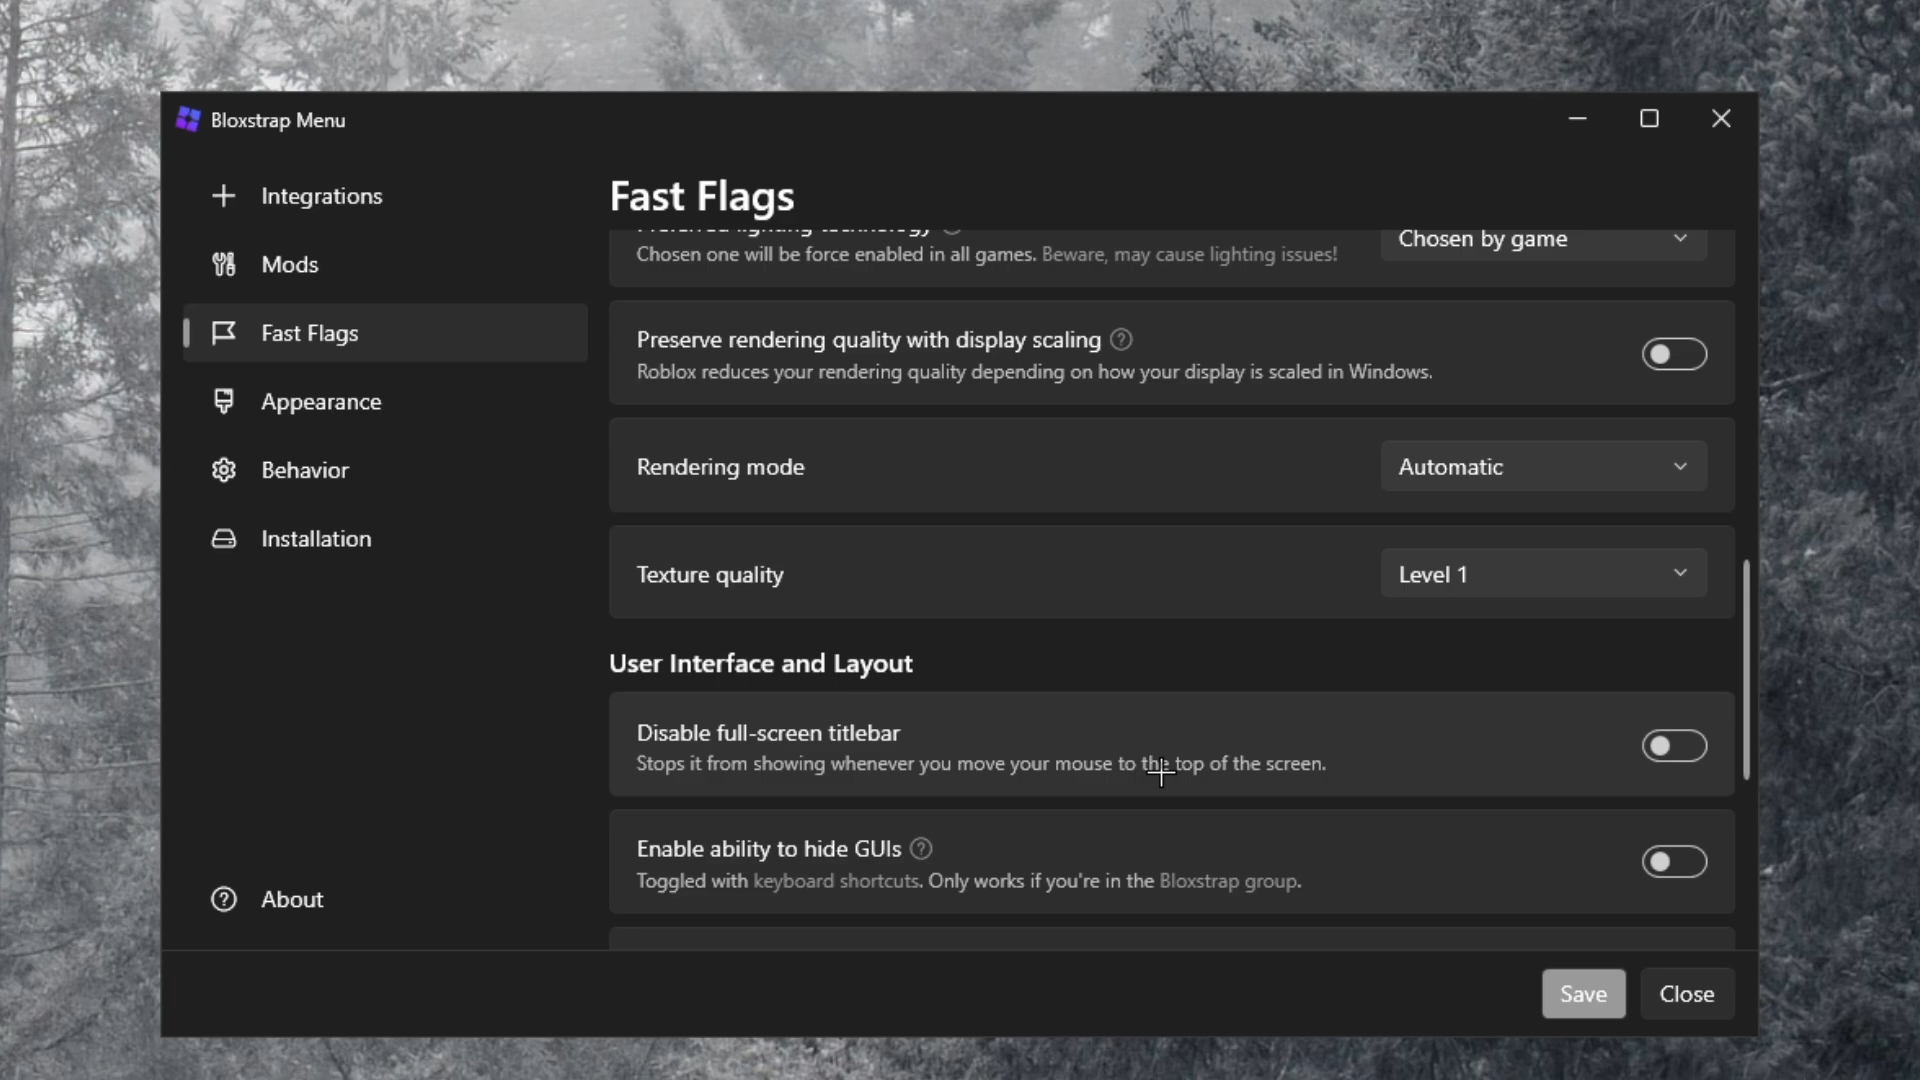 Bloxstrap Menu
Integrations
Mods
Fast Flags
Appearance
Behavior
Installation
About
Fast Flags
Preferred lighting technology
Chosen one will be force enabled in all games. Beware, may cause lighting issues!
Chosen by game
Preserve rendering quality with display scaling
Roblox reduces your rendering quality depending on how your display is scaled in Windows.
Rendering mode
Automatic
Texture quality
Level 1
User Interface and Layout
Disable full-screen titlebar
Stops it from showing whenever you move your mouse to the top of the screen.
Enable ability to hide GUIs
Toggled with keyboard shortcuts. Only works if you're in the Bloxstrap group.
Save
Close